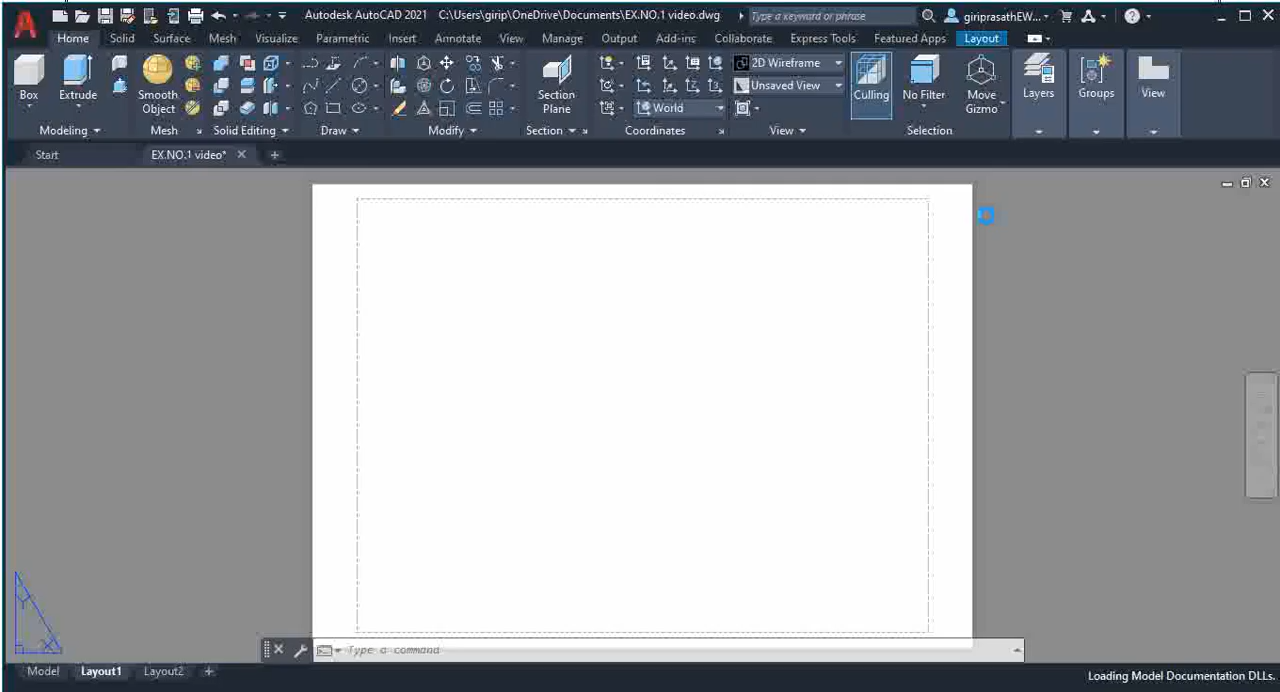 Autodesk AutoCAD 2021 C:\Users\girip\OneDrive\Documents\EX.NO.1 video.dwg Type a keyword or phrase giriprasathEW...
Home Solid Surface Mesh Visualize Parametric Insert Annotate View Manage Output Add-ins Collaborate Express Tools Featured Apps Layout
2D Wireframe
Unsaved View
World
Box Extrude Smooth Object Section Plane Culling No Filter Move Gizmo Layers Groups View
Modeling Mesh Solid Editing Draw Modify Section Coordinates View Selection
Start EX.NO.1 video*
Y
X
Type a command
Model Layout1 Layout2 Loading Model Documentation DLLs.